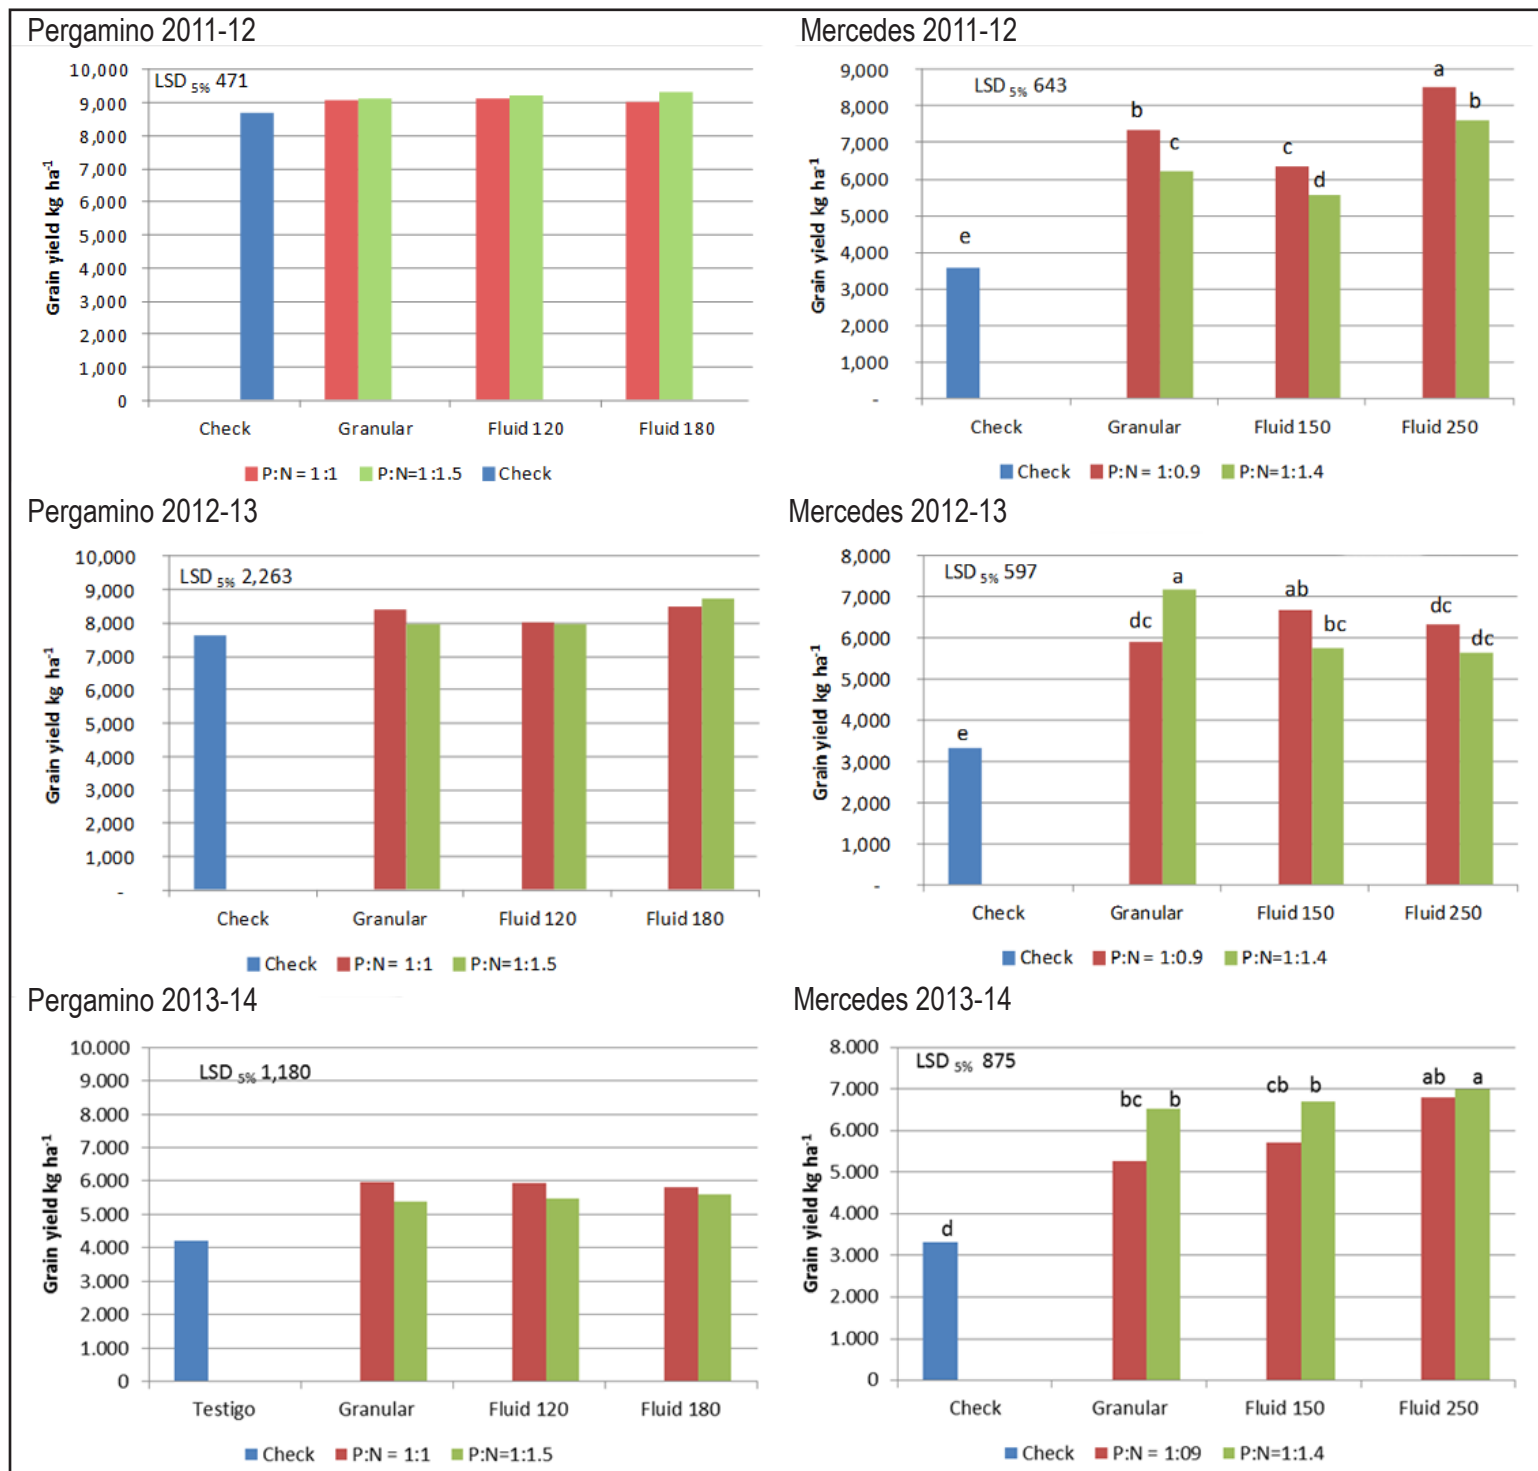 Pergamino 2011-12
LSD 5% 471
Grain yield kg ha-1
10,000
9,000
8,000
7,000
6,000
5,000
4,000
3,000
2,000
1,000
0
Check Granular Fluid 120 Fluid 180
P:N = 1:1 P:N=1:1.5 Check
Mercedes 2011-12
LSD 5% 643
Grain yield kg ha-1
9,000
8,000
7,000
6,000
5,000
4,000
3,000
2,000
1,000
-
e b c c d a b
Check Granular Fluid 150 Fluid 250
Check P:N = 1:0.9 P:N=1:1.4
Pergamino 2012-13
LSD 5% 2,263
Grain yield kg ha-1
10,000
9,000
8,000
7,000
6,000
5,000
4,000
3,000
2,000
1,000
-
Check Granular Fluid 120 Fluid 180
Check P:N= 1:1 P:N=1:1.5
Mercedes 2012-13
LSD 5% 597
Grain yield kg ha-1
8,000
7,000
6,000
5,000
4,000
3,000
2,000
1,000
-
e dc a ab bc dc dc
Check Granular Fluid 150 Fluid 250
Check P:N = 1:0.9 P:N=1:1.4
Pergamino 2013-14
LSD 5% 1,180
Grain yield kg ha-1
10.000
9.000
8.000
7.000
6.000
5.000
4.000
3.000
2.000
1.000
0
Testigo Granular Fluid 120 Fluid 180
Check P:N = 1:1 P:N=1:1.5
Mercedes 2013-14
LSD 5% 875
Grain yield kg ha-1
8.000
7.000
6.000
5.000
4.000
3.000
2.000
1.000
0
d bc b cb b ab a
Check Granular Fluid 150 Fluid 250
Check P:N = 1:09 P:N=1:1.4